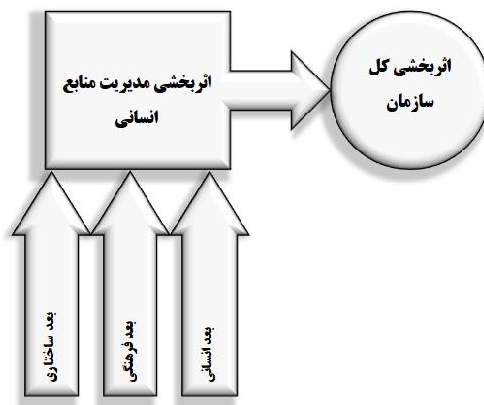 اثربخشی کل
سازمان
اثربخشی مدیریت منابع
انسانی
بعد انسانی
بعد فرهنگی
بعد ساختاری